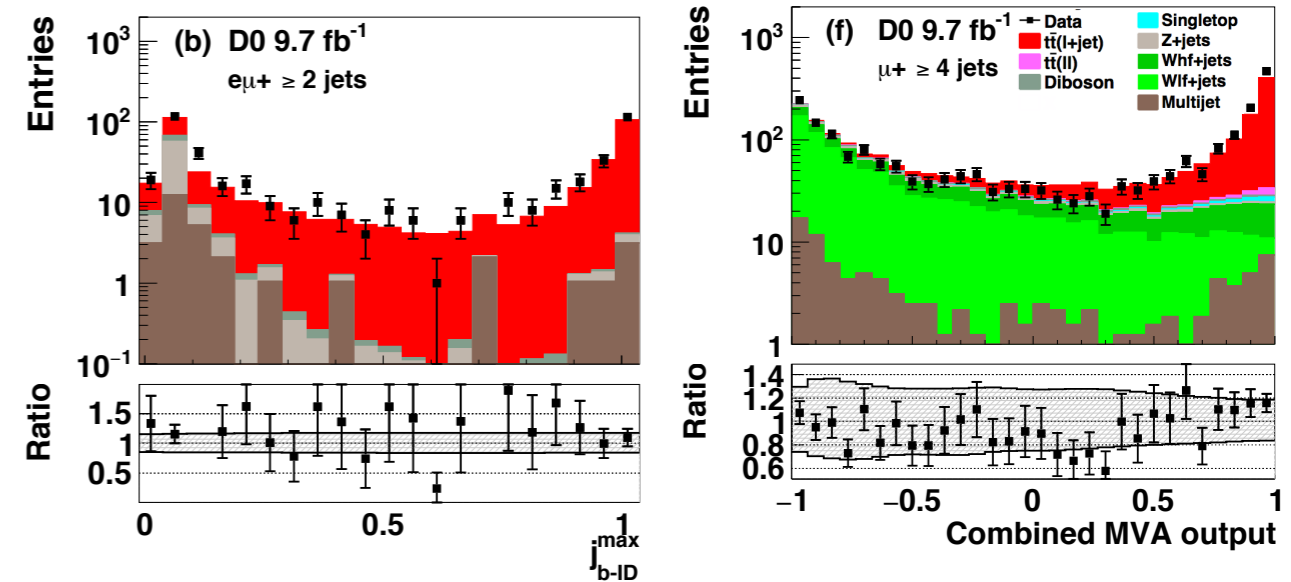 Entries
10³
10²
10
1
10⁻¹
(b) D0 9.7 fb⁻¹
eμ+ ≥ 2 jets
Ratio
1.5
1
0.5
0 0.5 1
j^max_b-ID
Entries
10³
10²
10
1
(f) D0 9.7 fb⁻¹
μ+ ≥ 4 jets
Data
tt̄(l+jet)
tt̄(ll)
Diboson
Singletop
Z+jets
Whf+jets
Wlf+jets
Multijet
Ratio
1.4
1.2
1
0.8
0.6
−1 −0.5 0 0.5 1
Combined MVA output